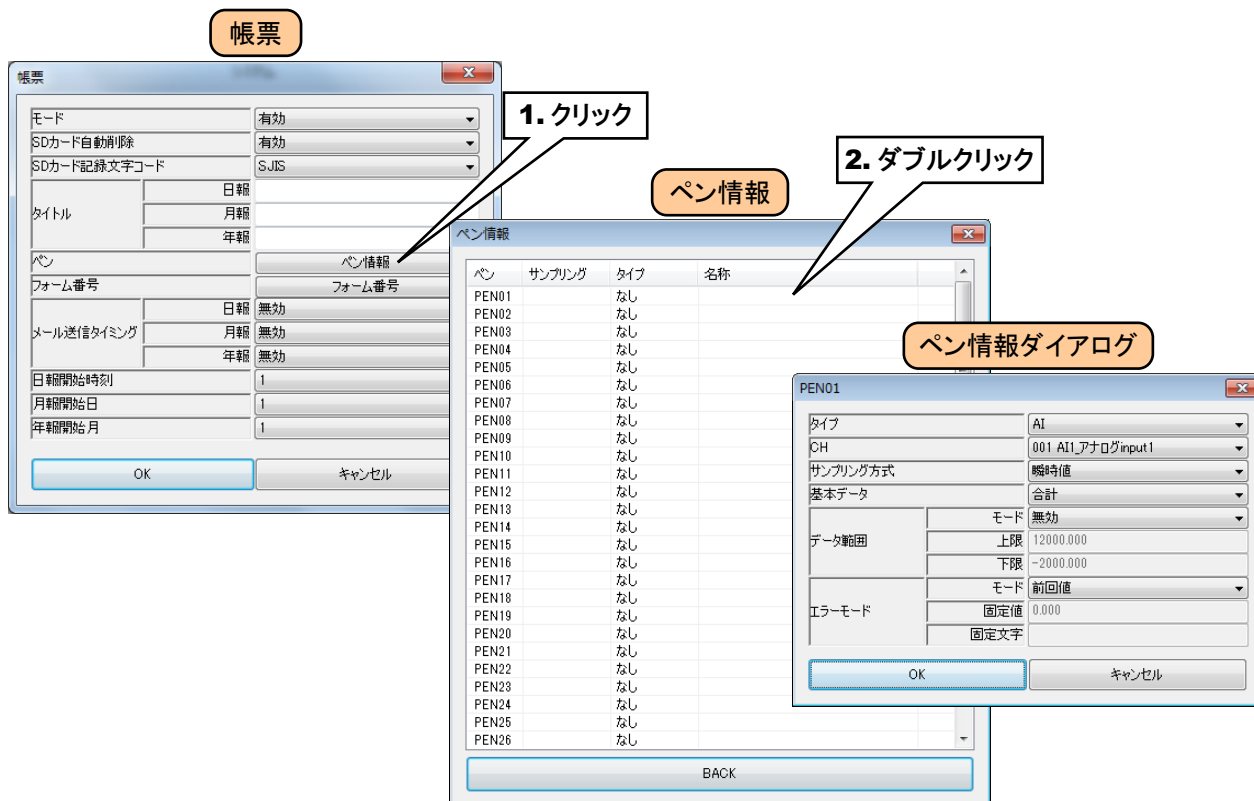 帳票
帳票
モード 有効
SDカード自動削除 有効
SDカード記録文字コード SJIS
タイトル
日報
月報
年報
ペン ペン情報
フォーム番号 フォーム番号
メール送信タイミング
日報 無効
月報 無効
年報 無効
日報開始時刻 1
月報開始日 1
年報開始月 1
OK キャンセル
1. クリック
2. ダブルクリック
ペン情報
ペン情報
ペン サンプリング タイプ 名称
PEN01 なし
PEN02 なし
PEN03 なし
PEN04 なし
PEN05 なし
PEN06 なし
PEN07 なし
PEN08 なし
PEN09 なし
PEN10 なし
PEN11 なし
PEN12 なし
PEN13 なし
PEN14 なし
PEN15 なし
PEN16 なし
PEN17 なし
PEN18 なし
PEN19 なし
PEN20 なし
PEN21 なし
PEN22 なし
PEN23 なし
PEN24 なし
PEN25 なし
PEN26 なし
BACK
ペン情報ダイアログ
PEN01
タイプ AI
CH 001 AI1_アナログinput1
サンプリング方式 瞬時値
基本データ 合計
データ範囲
モード 無効
上限 12000.000
下限 -2000.000
エラーモード
モード 前回値
固定値 0.000
固定文字
OK キャンセル